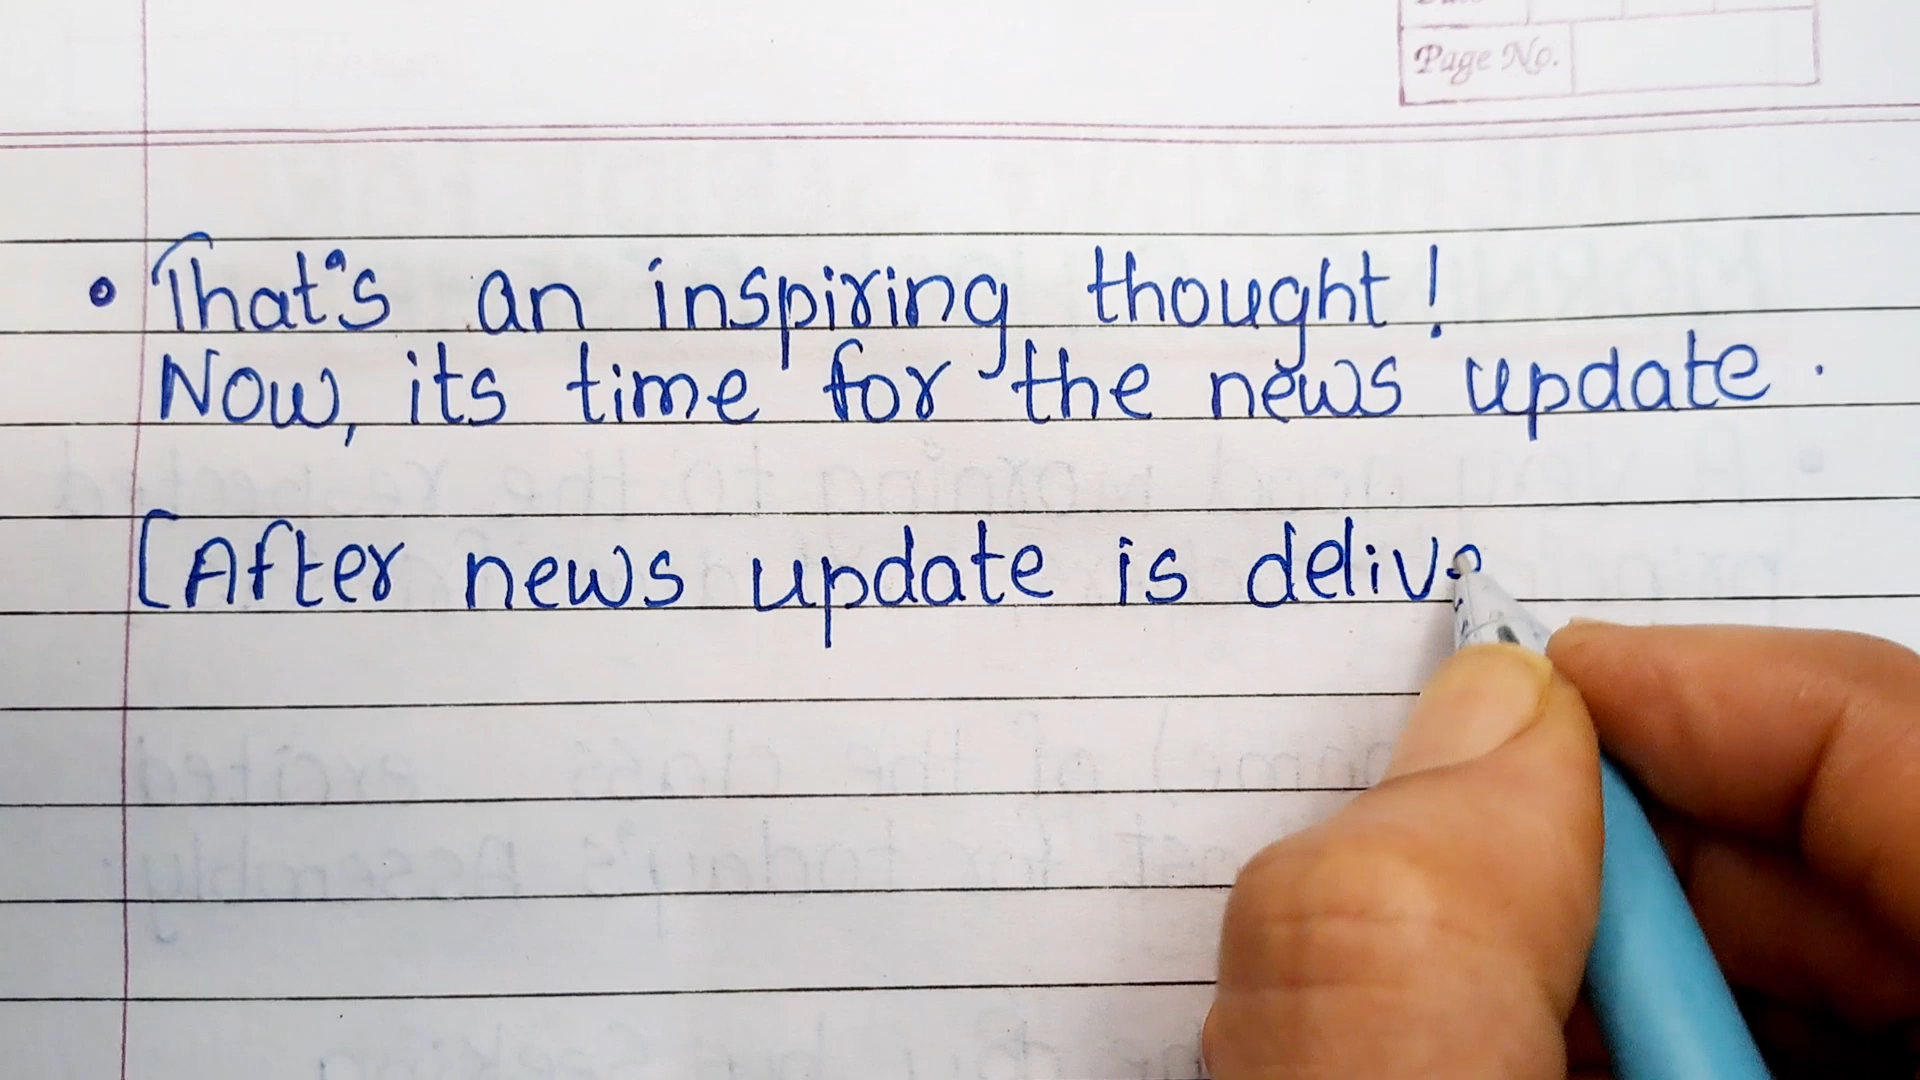 Page No.
• That's an inspiring thought!
Now, its time for the news update.
[After news update is delive